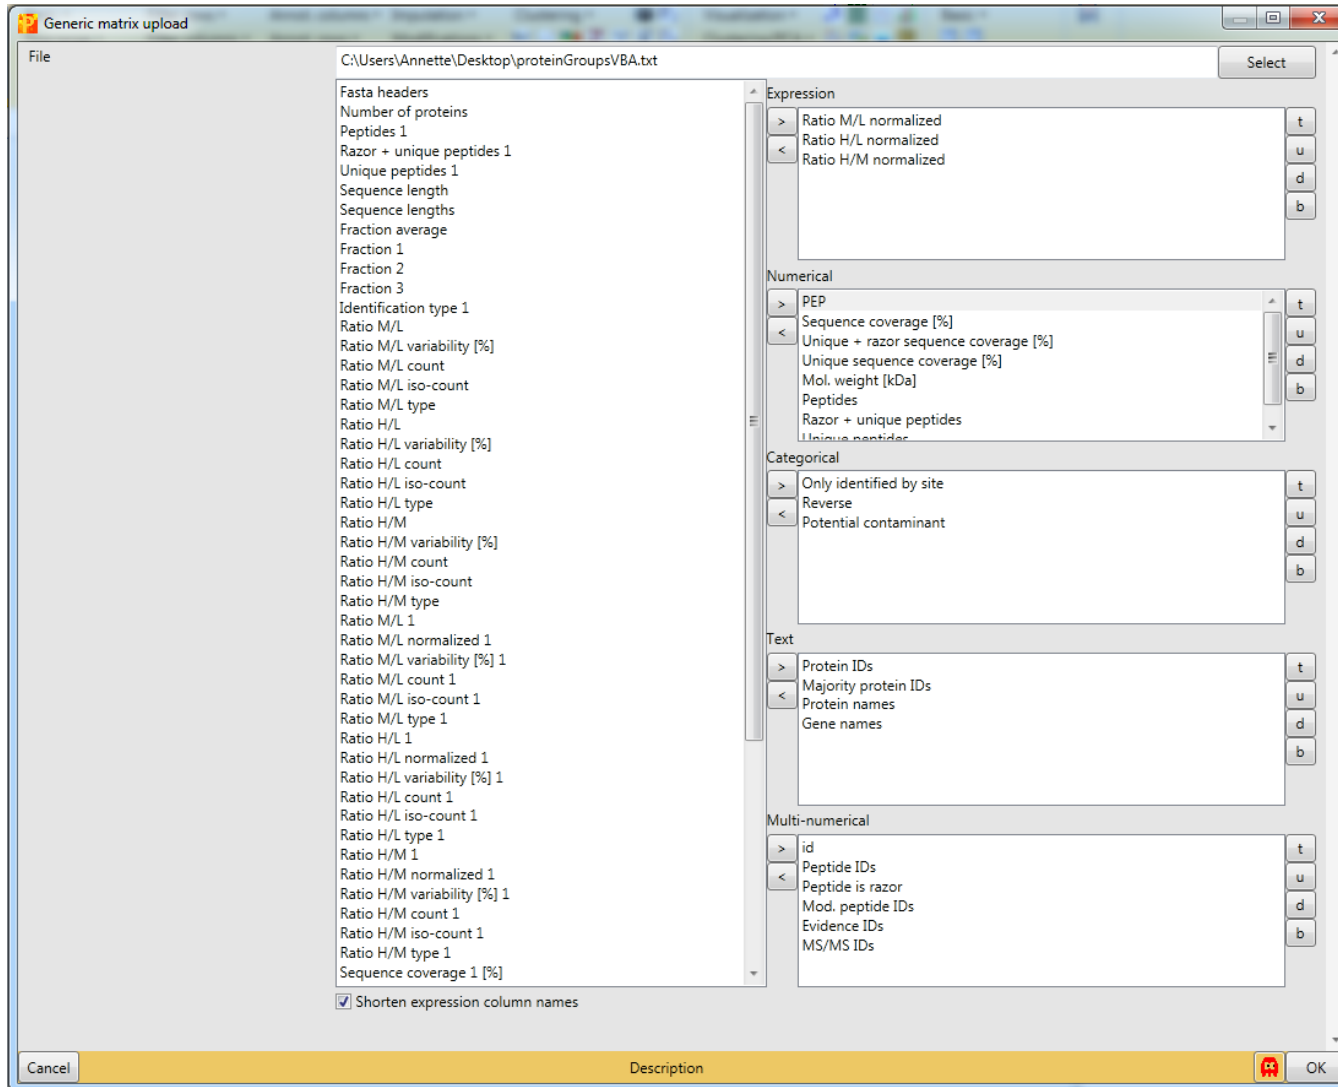 Generic matrix upload
File
C:\Users\Annette\Desktop\proteinGroupsVBA.txt
Select
Fasta headers
Number of proteins
Peptides 1
Razor + unique peptides 1
Unique peptides 1
Sequence length
Sequence lengths
Fraction average
Fraction 1
Fraction 2
Fraction 3
Identification type 1
Ratio M/L
Ratio M/L variability [%]
Ratio M/L count
Ratio M/L iso-count
Ratio M/L type
Ratio H/L
Ratio H/L variability [%]
Ratio H/L count
Ratio H/L iso-count
Ratio H/L type
Ratio H/M
Ratio H/M variability [%]
Ratio H/M count
Ratio H/M iso-count
Ratio H/M type
Ratio M/L 1
Ratio M/L normalized 1
Ratio M/L variability [%] 1
Ratio M/L count 1
Ratio M/L iso-count 1
Ratio M/L type 1
Ratio H/L 1
Ratio H/L normalized 1
Ratio H/L variability [%] 1
Ratio H/L count 1
Ratio H/L iso-count 1
Ratio H/L type 1
Ratio H/M 1
Ratio H/M normalized 1
Ratio H/M variability [%] 1
Ratio H/M count 1
Ratio H/M iso-count 1
Ratio H/M type 1
Sequence coverage 1 [%]
Shorten expression column names
Expression
>
<
Ratio M/L normalized
Ratio H/L normalized
Ratio H/M normalized
t
u
d
b
Numerical
>
<
PEP
Sequence coverage [%]
Unique + razor sequence coverage [%]
Unique sequence coverage [%]
Mol. weight [kDa]
Peptides
Razor + unique peptides
Unique peptides
t
u
d
b
Categorical
>
<
Only identified by site
Reverse
Potential contaminant
t
u
d
b
Text
>
<
Protein IDs
Majority protein IDs
Protein names
Gene names
t
u
d
b
Multi-numerical
>
<
id
Peptide IDs
Peptide is razor
Mod. peptide IDs
Evidence IDs
MS/MS IDs
t
u
d
b
Cancel
Description
OK